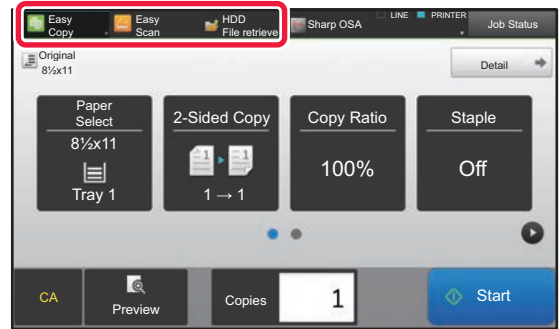 Easy Copy
Easy Scan
HDD File retrieve
Sharp OSA
LINE
PRINTER
Job Status
Original
8½x11
Detail
Paper Select
8½x11
Tray 1
2-Sided Copy
1
1
1 → 1
Copy Ratio
100%
Staple
Off
CA
Preview
Copies
1
Start